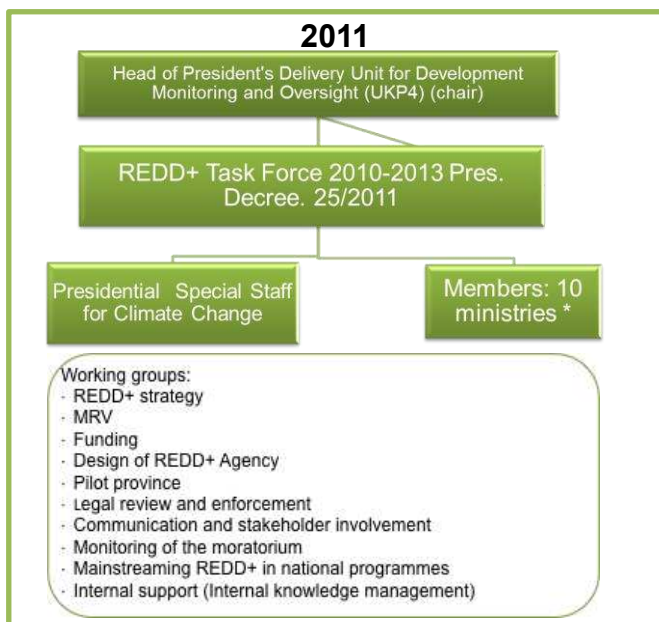 2011
Head of President's Delivery Unit for Development
Monitoring and Oversight (UKP4) (chair)
REDD+ Task Force 2010-2013 Pres.
Decree. 25/2011
Presidential Special Staff
for Climate Change
Members: 10
ministries *
Working groups:
· REDD+ strategy
· MRV
· Funding
· Design of REDD+ Agency
· Pilot province
· Legal review and enforcement
· Communication and stakeholder involvement
· Monitoring of the moratorium
· Mainstreaming REDD+ in national programmes
· Internal support (Internal knowledge management)